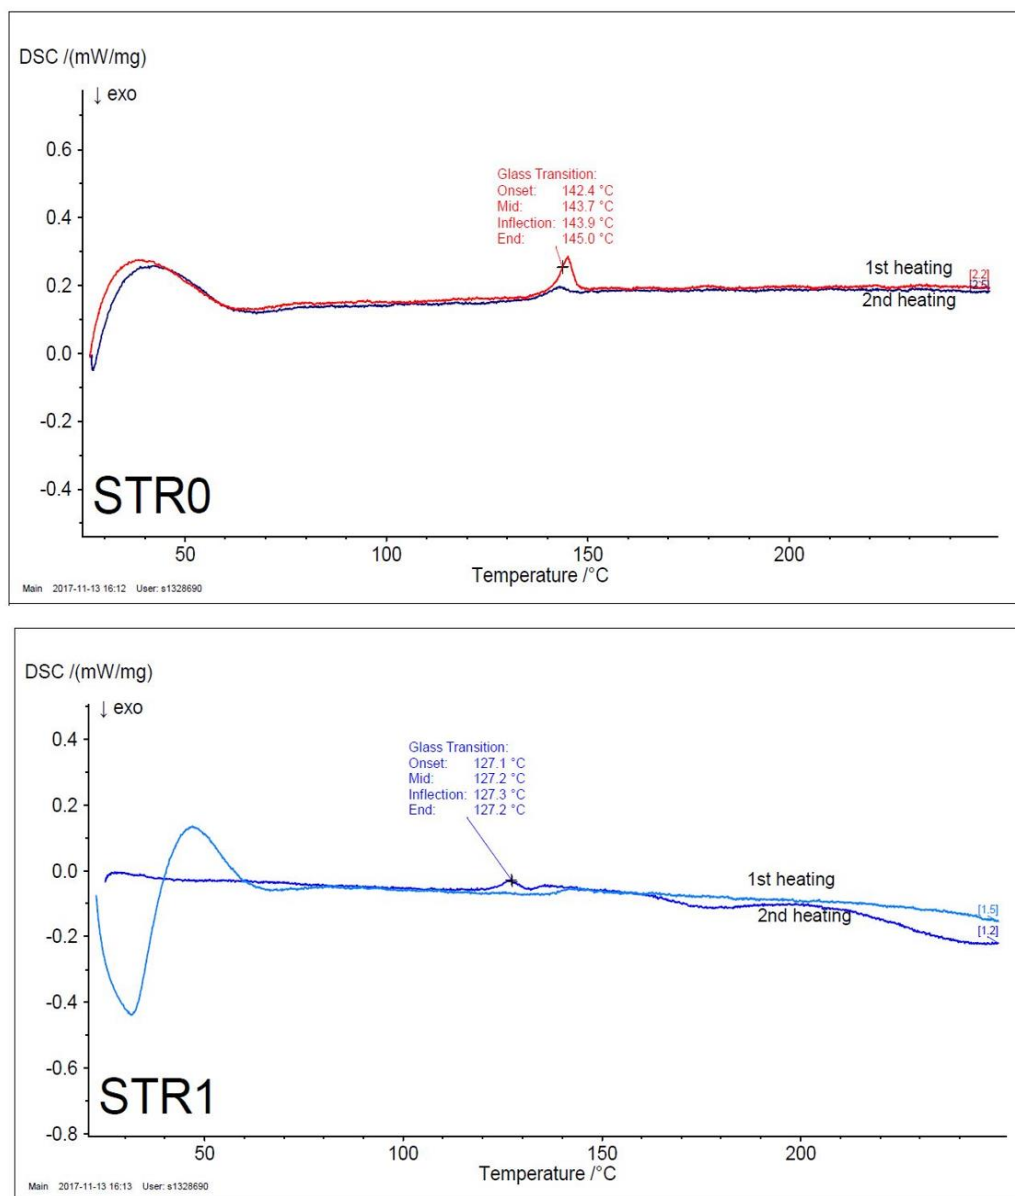 DSC /(mW/mg)
↓ exo
0.6
Glass Transition:
Onset: 142.4 °C
Mid: 143.7 °C
0.4
Inflection: 143.9 °C
End: 145.0 °C
1st heating
[2.2]
0.2
2nd heating
0.0
-0.2
-0.4
STR0
50 100 150 200
Temperature /°C
Main 2017-11-13 16:12 User: s1328690
DSC /(mW/mg)
↓ exo
0.4
Glass Transition:
Onset: 127.1 °C
Mid: 127.2 °C
Inflection: 127.3 °C
End: 127.2 °C
0.2
0.0
1st heating
[1.5]
2nd heating
[1.2]
-0.2
-0.4
-0.6
STR1
-0.8
50 100 150 200
Temperature /°C
Main 2017-11-13 16:13 User: s1328690